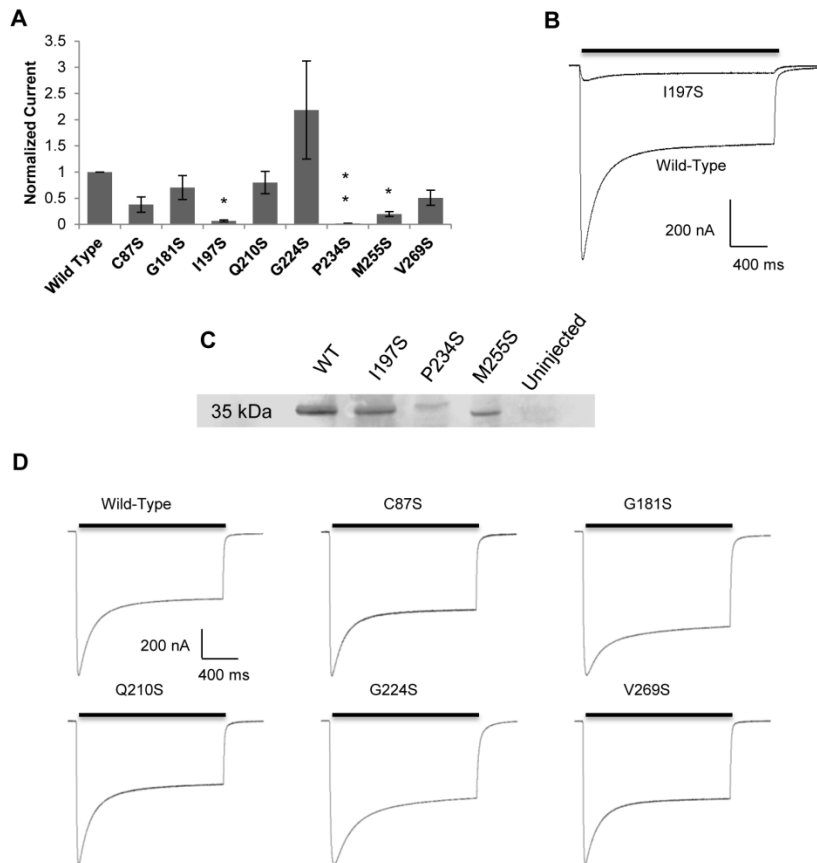 A
Normalized Current
3.5
3
2.5
2
1.5
1
0.5
0
*
*
*
*
Wild Type
C87S
G181S
I197S
Q210S
G224S
P234S
M255S
V269S
B
I197S
Wild-Type
200 nA
400 ms
C
WT
I197S
P234S
M255S
Uninjected
35 kDa
D
Wild-Type
C87S
G181S
200 nA
400 ms
Q210S
G224S
V269S